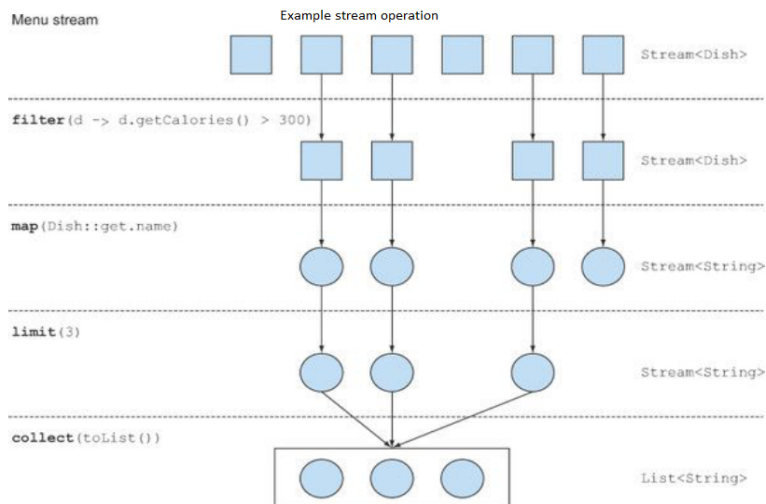 Menu stream
Example stream operation
Stream<Dish>
filter(d -> d.getCalories() > 300)
Stream<Dish>
map(Dish::get.name)
Stream<String>
limit(3)
Stream<String>
collect(toList())
List<String>